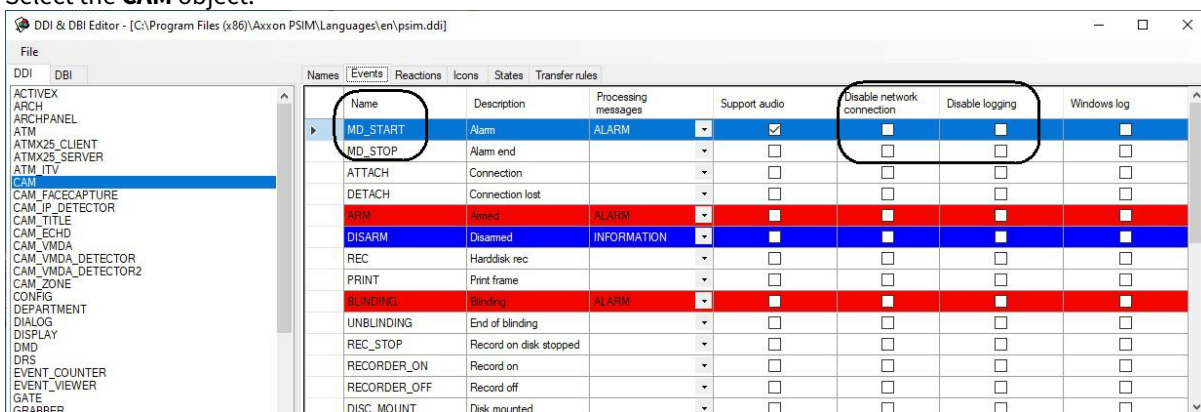 Select the CAM object.
DDI & DBI Editor - [C:\Program Files (x86)\Axxon PSIM\Languages\en\psim.ddi]
File
DDI DBI
Names Events Reactions Icons States Transfer rules
ACTIVEX
ARCH
ARCHPANEL
ATM
ATMX25_CLIENT
ATMX25_SERVER
ATM_ITV
CAM
CAM_FACECAPTURE
CAM_IP_DETECTOR
CAM_TITLE
CAM_ECHD
CAM_VMDA
CAM_VMDA_DETECTOR
CAM_VMDA_DETECTOR2
CAM_ZONE
CONFIG
DEPARTMENT
DIALOG
DISPLAY
DMD
DRS
EVENT_COUNTER
EVENT_VIEWER
GATE
GRABBER
Name Description Processing messages Support audio Disable network connection Disable logging Windows log
MD_START Alarm ALARM
MD_STOP Alarm end
ATTACH Connection
DETACH Connection lost
ARM Armed ALARM
DISARM Disarmed INFORMATION
REC Harddisk rec
PRINT Print frame
BLINDING Blinding ALARM
UNBLINDING End of blinding
REC_STOP Record on disk stopped
RECORDER_ON Record on
RECORDER_OFF Record off
DISC_MOUNT Disk mounted